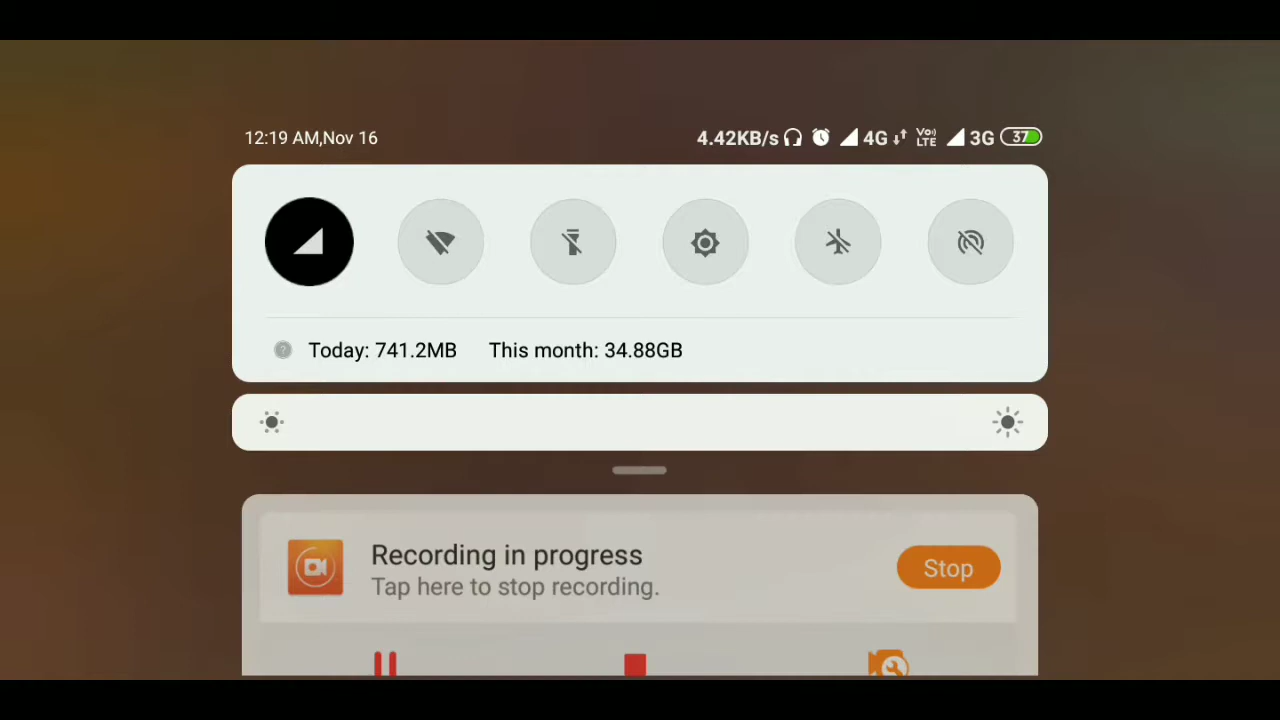 12:19 AM,Nov 16 4.42KB/s 4G Vo) LTE 3G 37
Today: 741.2MB This month: 34.88GB
Recording in progress
Tap here to stop recording.
Stop